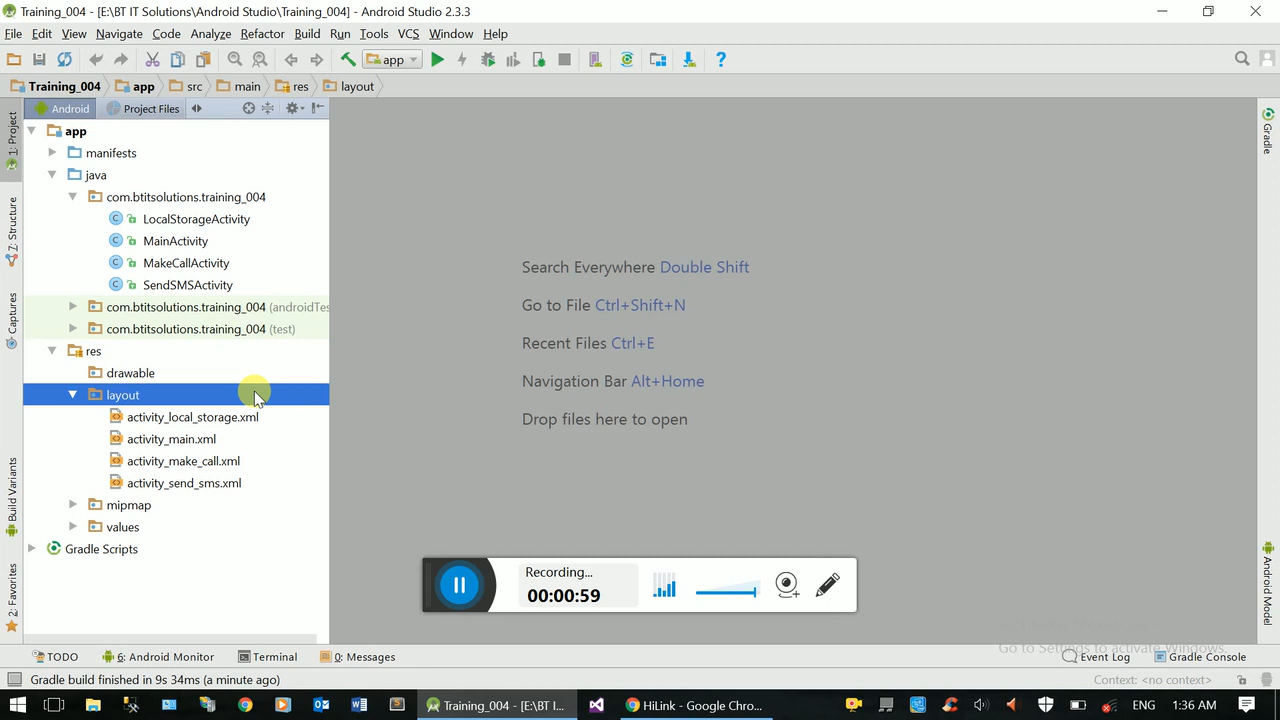 Training_004 - [E:\BT IT Solutions\Android Studio\Training_004] - Android Studio 2.3.3
File Edit View Navigate Code Analyze Refactor Build Run Tools VCS Window Help
app
Training_004 app src main res layout
1: Project
7: Structure
Captures
Build Variants
2: Favorites
Android Project Files
app
manifests
java
com.btitsolutions.training_004
LocalStorageActivity
MainActivity
MakeCallActivity
SendSMSActivity
com.btitsolutions.training_004 (androidTes
com.btitsolutions.training_004 (test)
res
drawable
layout
activity_local_storage.xml
activity_main.xml
activity_make_call.xml
activity_send_sms.xml
mipmap
values
Gradle Scripts
Search Everywhere Double Shift
Go to File Ctrl+Shift+N
Recent Files Ctrl+E
Navigation Bar Alt+Home
Drop files here to open
Recording...
00:00:59
Gradle
Android Model
Go to Settings to activate Windows.
TODO 6: Android Monitor Terminal 0: Messages Event Log Gradle Console
Gradle build finished in 9s 34ms (a minute ago) Context: <no context>
Training_004 - [E:\BT I... HiLink - Google Chro... ENG 1:36 AM